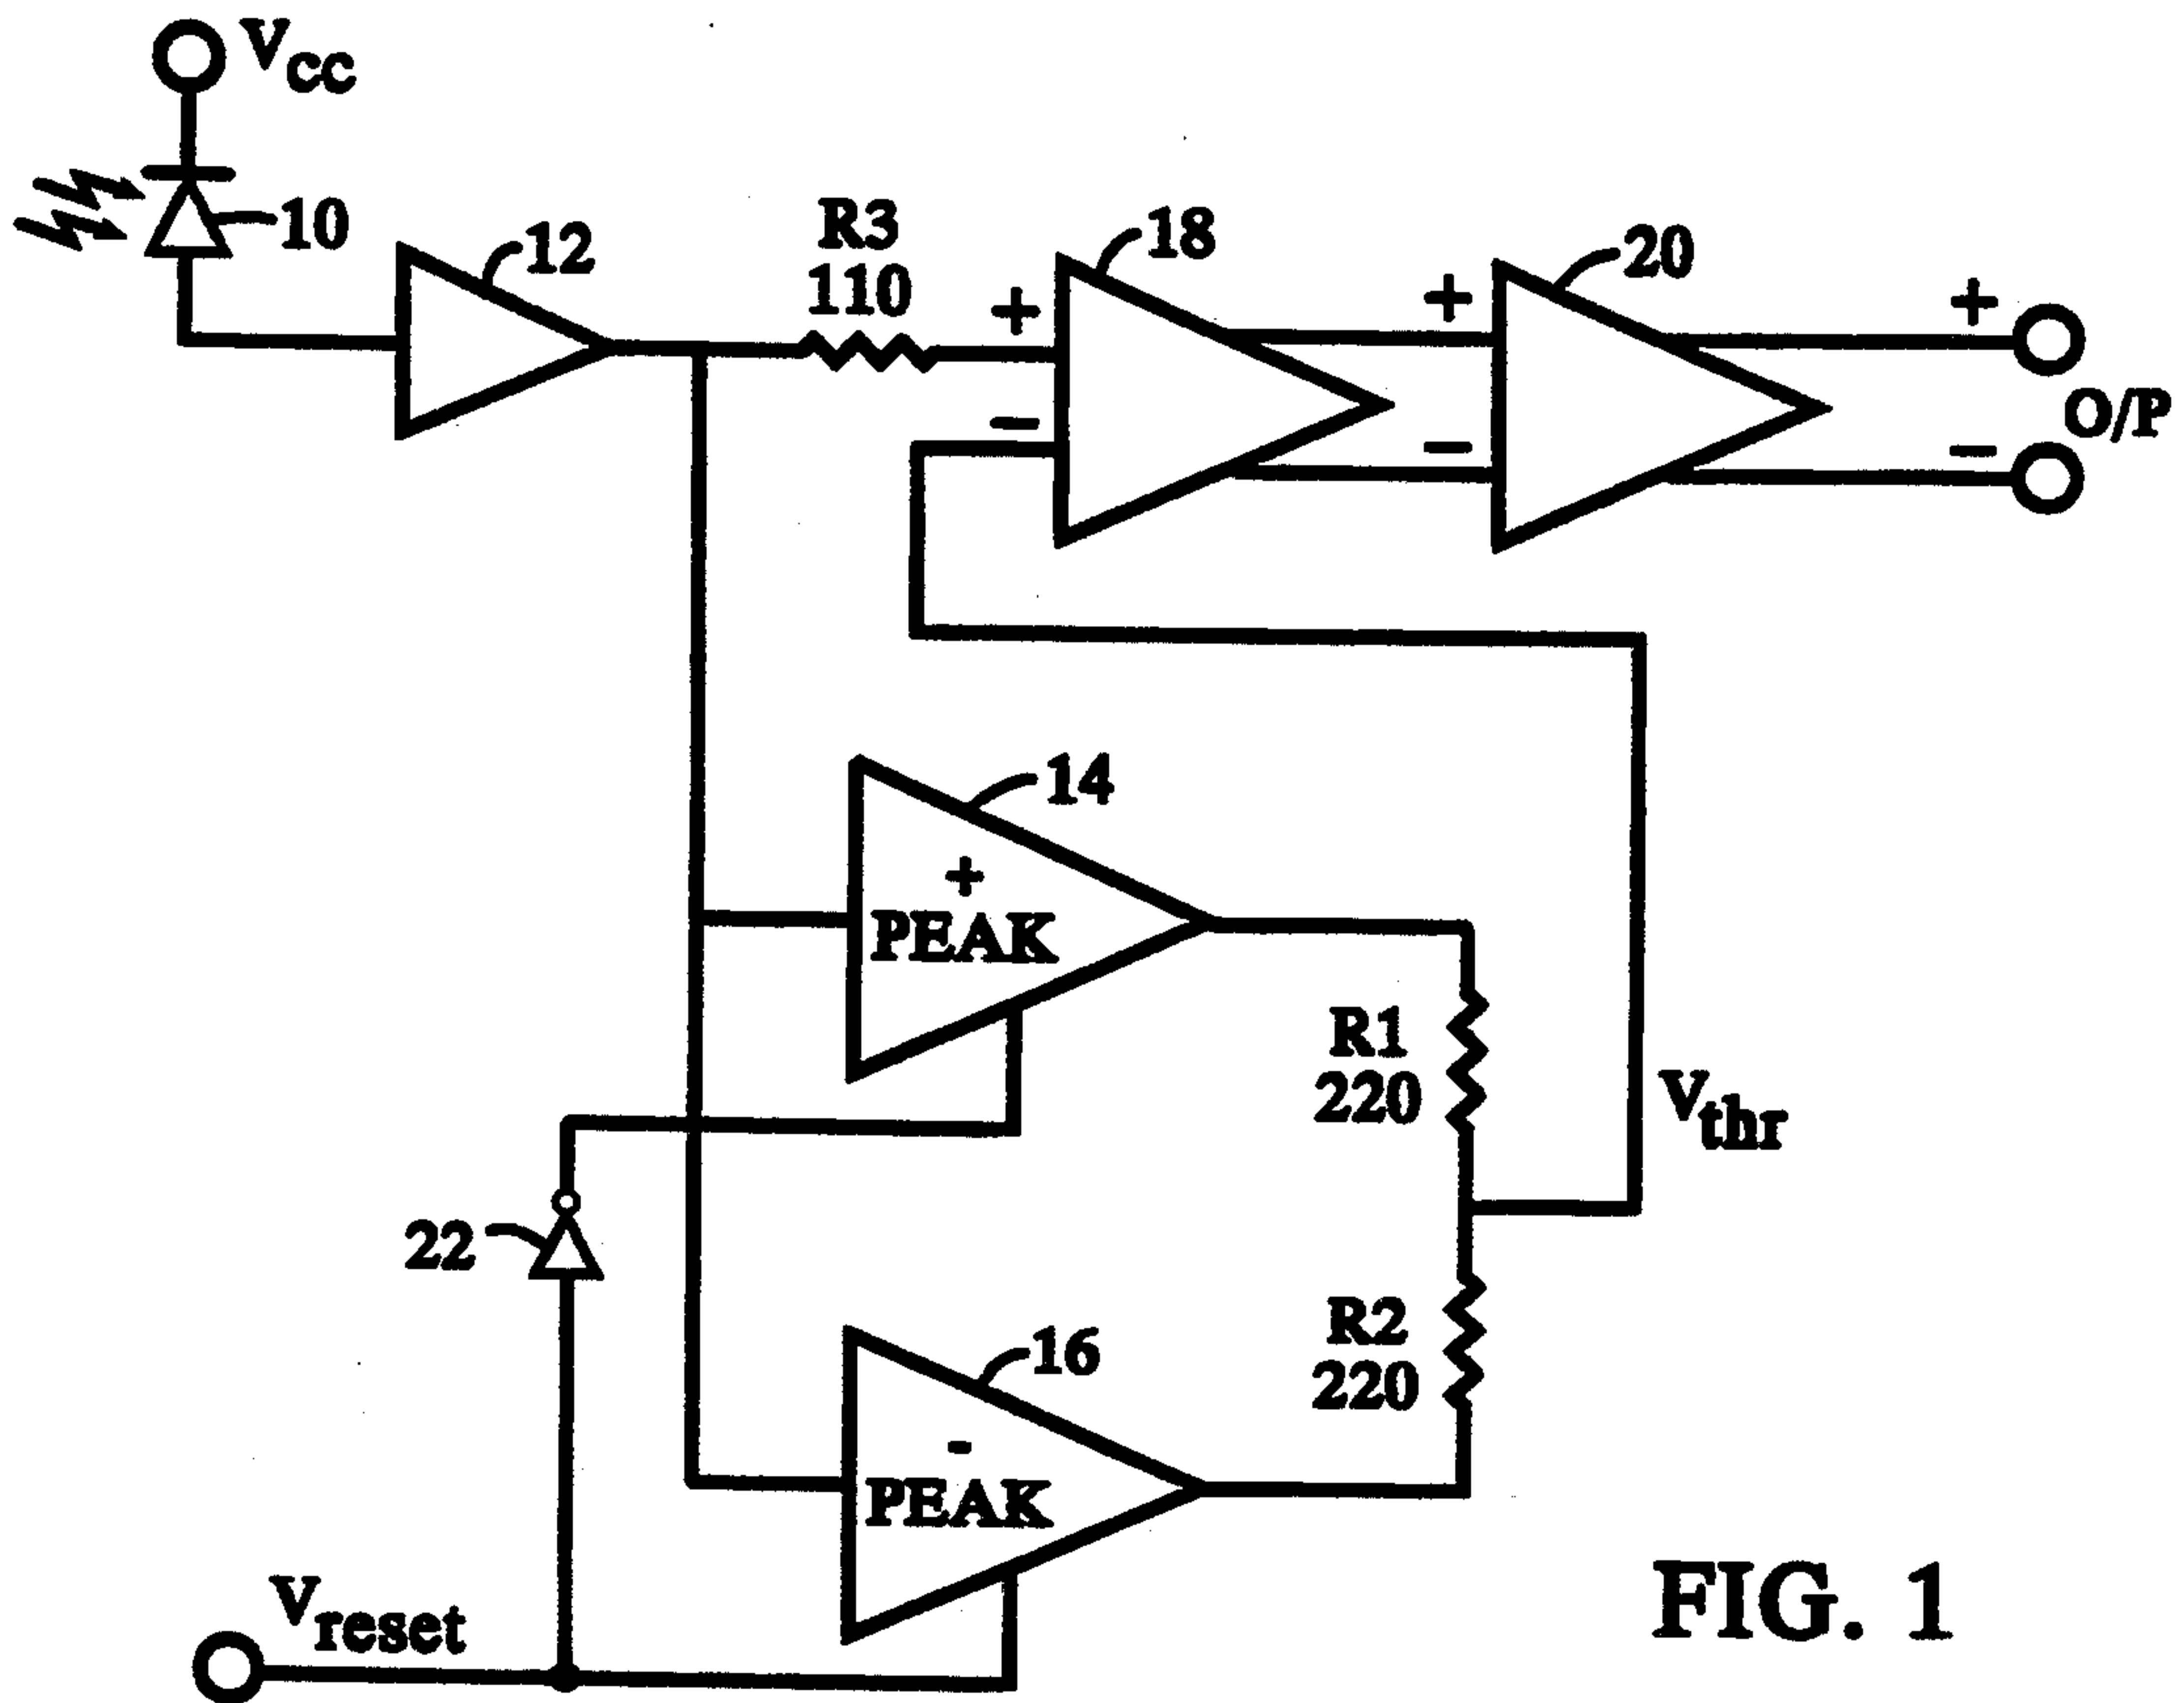 Vcc
10
12
R3
110
18
20
+
-
+
-
+
-
O/P
14
+
PEAK
R1
220
Vthr
22
R2
220
16
-
PEAK
Vreset
FIG. 1